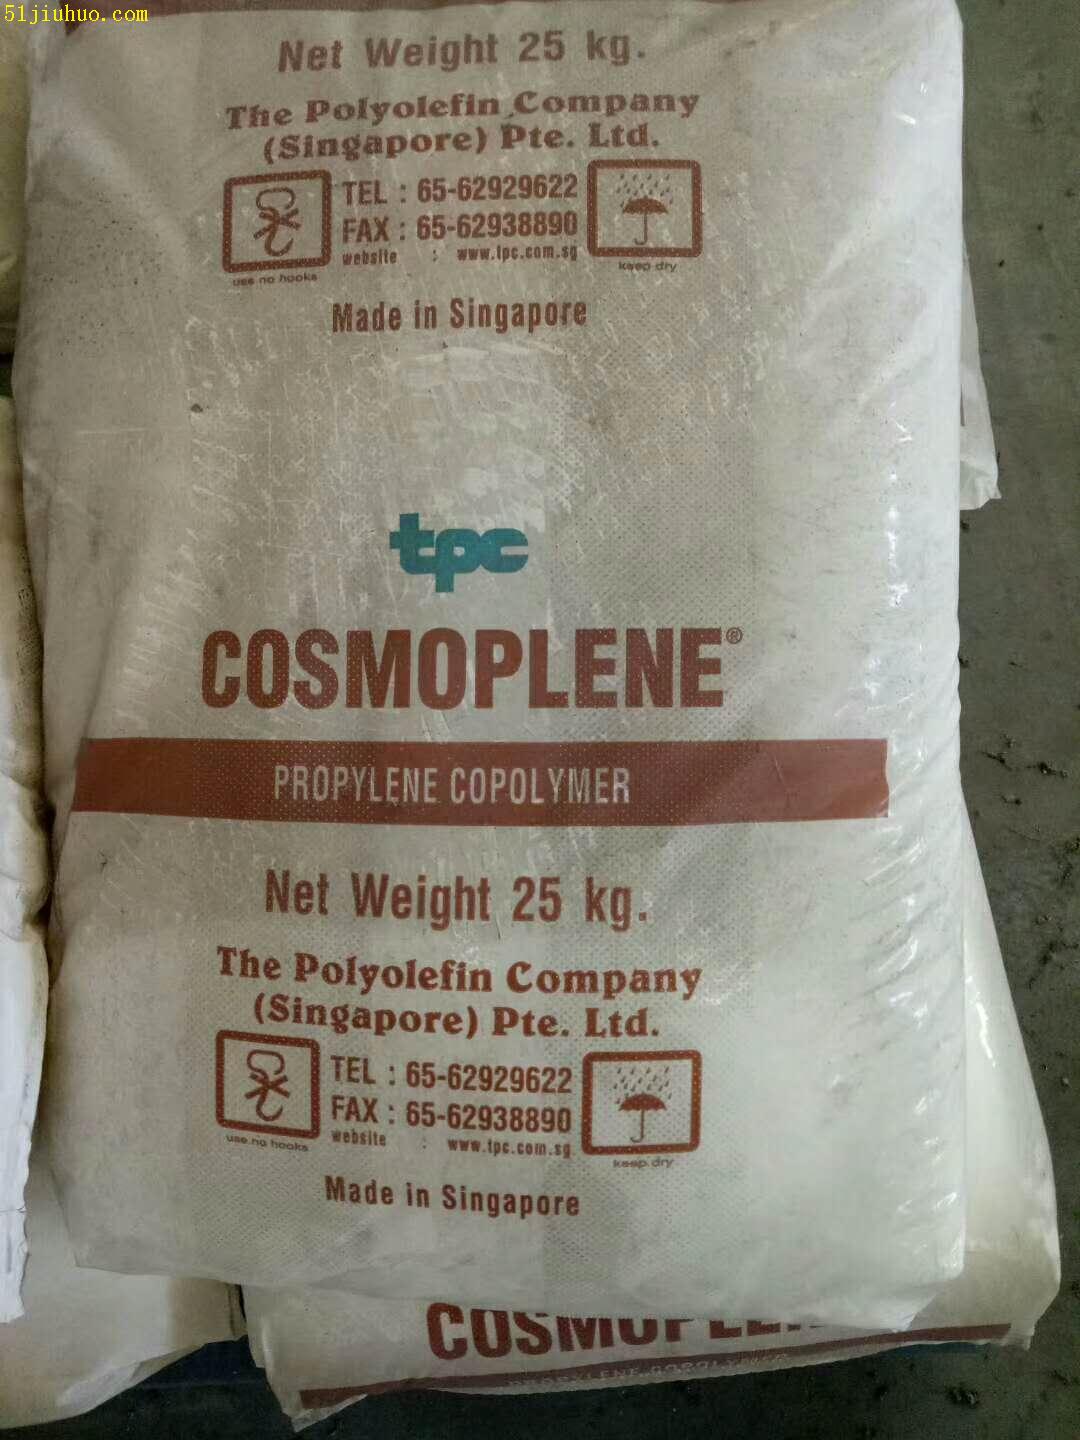 51jiuhuo.com
Net Weight 25 kg.
The Polyolefin Company
(Singapore) Pte. Ltd.
TEL : 65-62929622
FAX : 65-62938890
website : www.tpc.com.sg
use no hooks
keep dry
Made in Singapore
tpc
COSMOPLENE®
PROPYLENE COPOLYMER
Net Weight 25 kg.
The Polyolefin Company
(Singapore) Pte. Ltd.
TEL : 65-62929622
FAX : 65-62938890
website : www.tpc.com.sg
use no hooks
keep dry
Made in Singapore
COSMOPLENE
PROPYLENE COPOLYMER